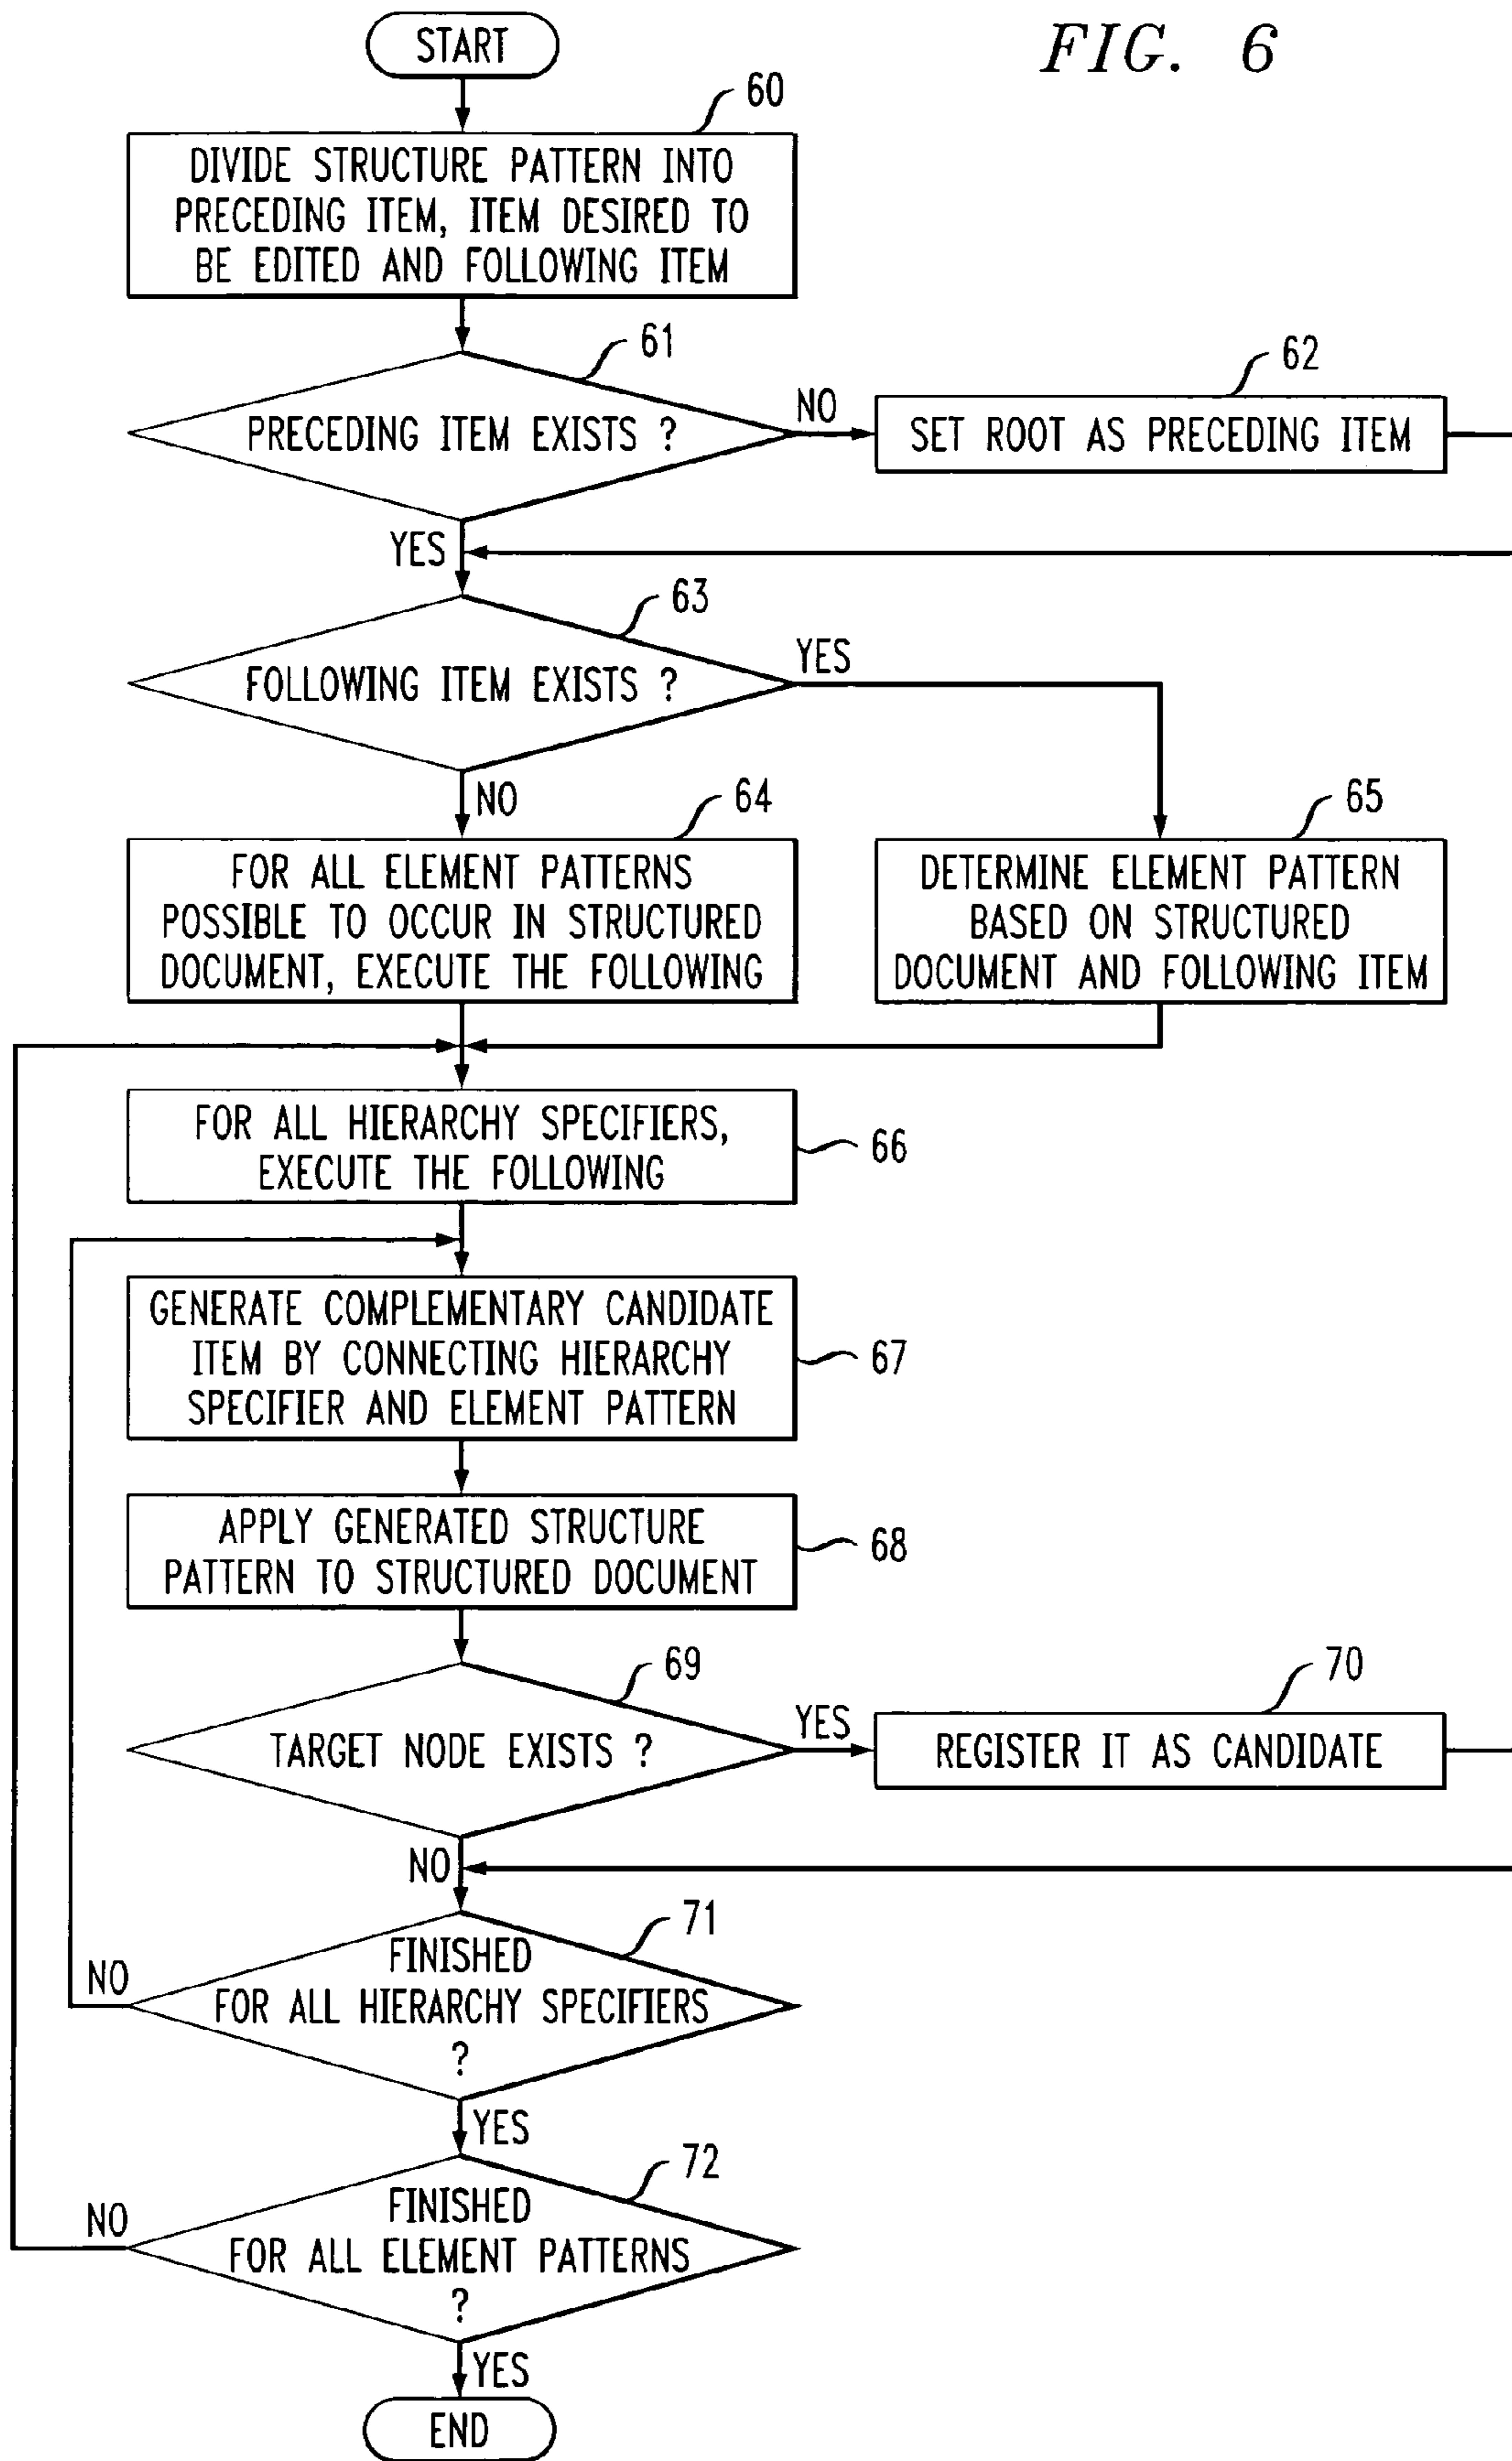 FIG. 6
START
60
DIVIDE STRUCTURE PATTERN INTO
PRECEDING ITEM, ITEM DESIRED TO
BE EDITED AND FOLLOWING ITEM
61
PRECEDING ITEM EXISTS ?
NO
62
SET ROOT AS PRECEDING ITEM
YES
63
FOLLOWING ITEM EXISTS ?
YES
NO
64
FOR ALL ELEMENT PATTERNS
POSSIBLE TO OCCUR IN STRUCTURED
DOCUMENT, EXECUTE THE FOLLOWING
65
DETERMINE ELEMENT PATTERN
BASED ON STRUCTURED
DOCUMENT AND FOLLOWING ITEM
FOR ALL HIERARCHY SPECIFIERS,
EXECUTE THE FOLLOWING
66
GENERATE COMPLEMENTARY CANDIDATE
ITEM BY CONNECTING HIERARCHY
SPECIFIER AND ELEMENT PATTERN
67
APPLY GENERATED STRUCTURE
PATTERN TO STRUCTURED DOCUMENT
68
69
TARGET NODE EXISTS ?
YES
70
REGISTER IT AS CANDIDATE
NO
71
FINISHED
FOR ALL HIERARCHY SPECIFIERS
?
NO
YES
72
FINISHED
FOR ALL ELEMENT PATTERNS
?
NO
YES
END